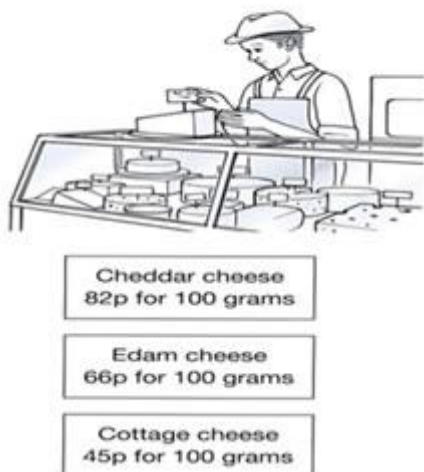 Cheddar cheese
82p for 100 grams
Edam cheese
66p for 100 grams
Cottage cheese
45p for 100 grams